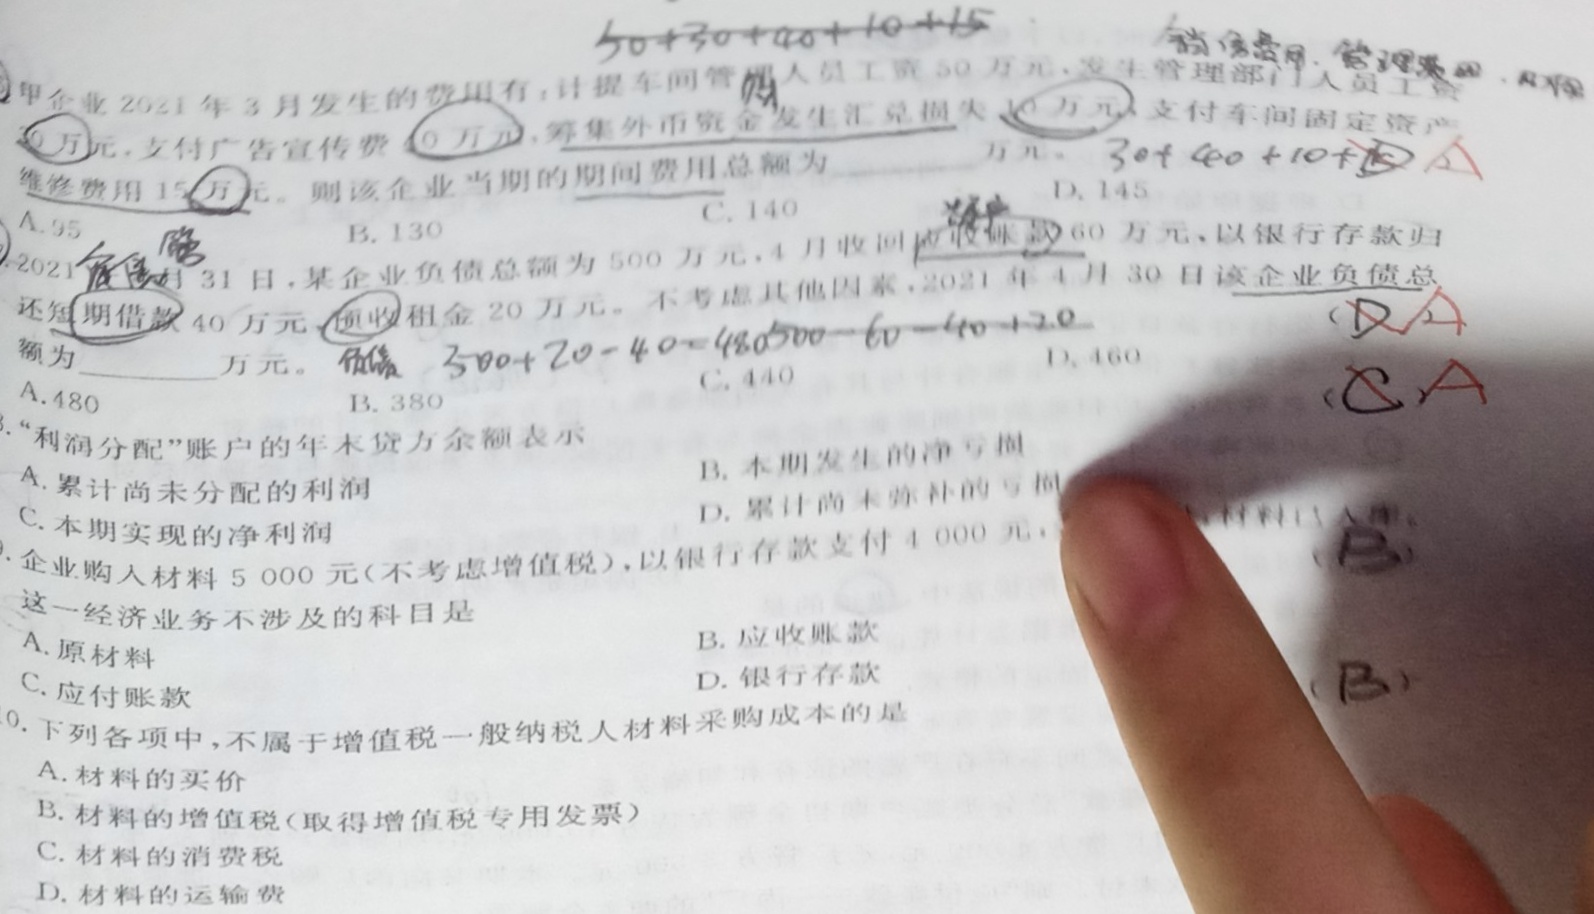 50+30+40+10+15
销售费用、管理费用、
甲企业 2021 年 3 月发生的费用有:计提车间管理人员工资 50 万元,发生管理部门人员工资
30万元,支付广告宣传费 40万元,筹集外币资金发生汇兑损失 10万元,支付车间固定资产
维修费用 15万元。则该企业当期的期间费用总额为______万元。 30+40+10+15 (D) A
A. 95 B. 130 C. 140 D. 145
2021 月 31 日,某企业负债总额为 500 万元,4 月收回应收账款 60 万元,以银行存款归
还短期借款 40 万元,预收租金 20 万元。不考虑其他因素,2021 年 4 月 30 日该企业负债总
额为______万元。 负债 500+20-40=480 500-60-40+20 (D) A
A. 480 B. 380 C. 440 D. 460
“利润分配”账户的年末贷方余额表示 (C) A
A. 累计尚未分配的利润 B. 本期发生的净亏损
C. 本期实现的净利润 D. 累计尚未弥补的亏损
9. 企业购入材料 5 000 元(不考虑增值税),以银行存款支付 4 000 元, 材料已入库。
这一经济业务不涉及的科目是 (B)
A. 原材料 B. 应收账款
C. 应付账款 D. 银行存款
10. 下列各项中,不属于增值税一般纳税人材料采购成本的是 (B)
A. 材料的买价
B. 材料的增值税(取得增值税专用发票)
C. 材料的消费税
D. 材料的运输费